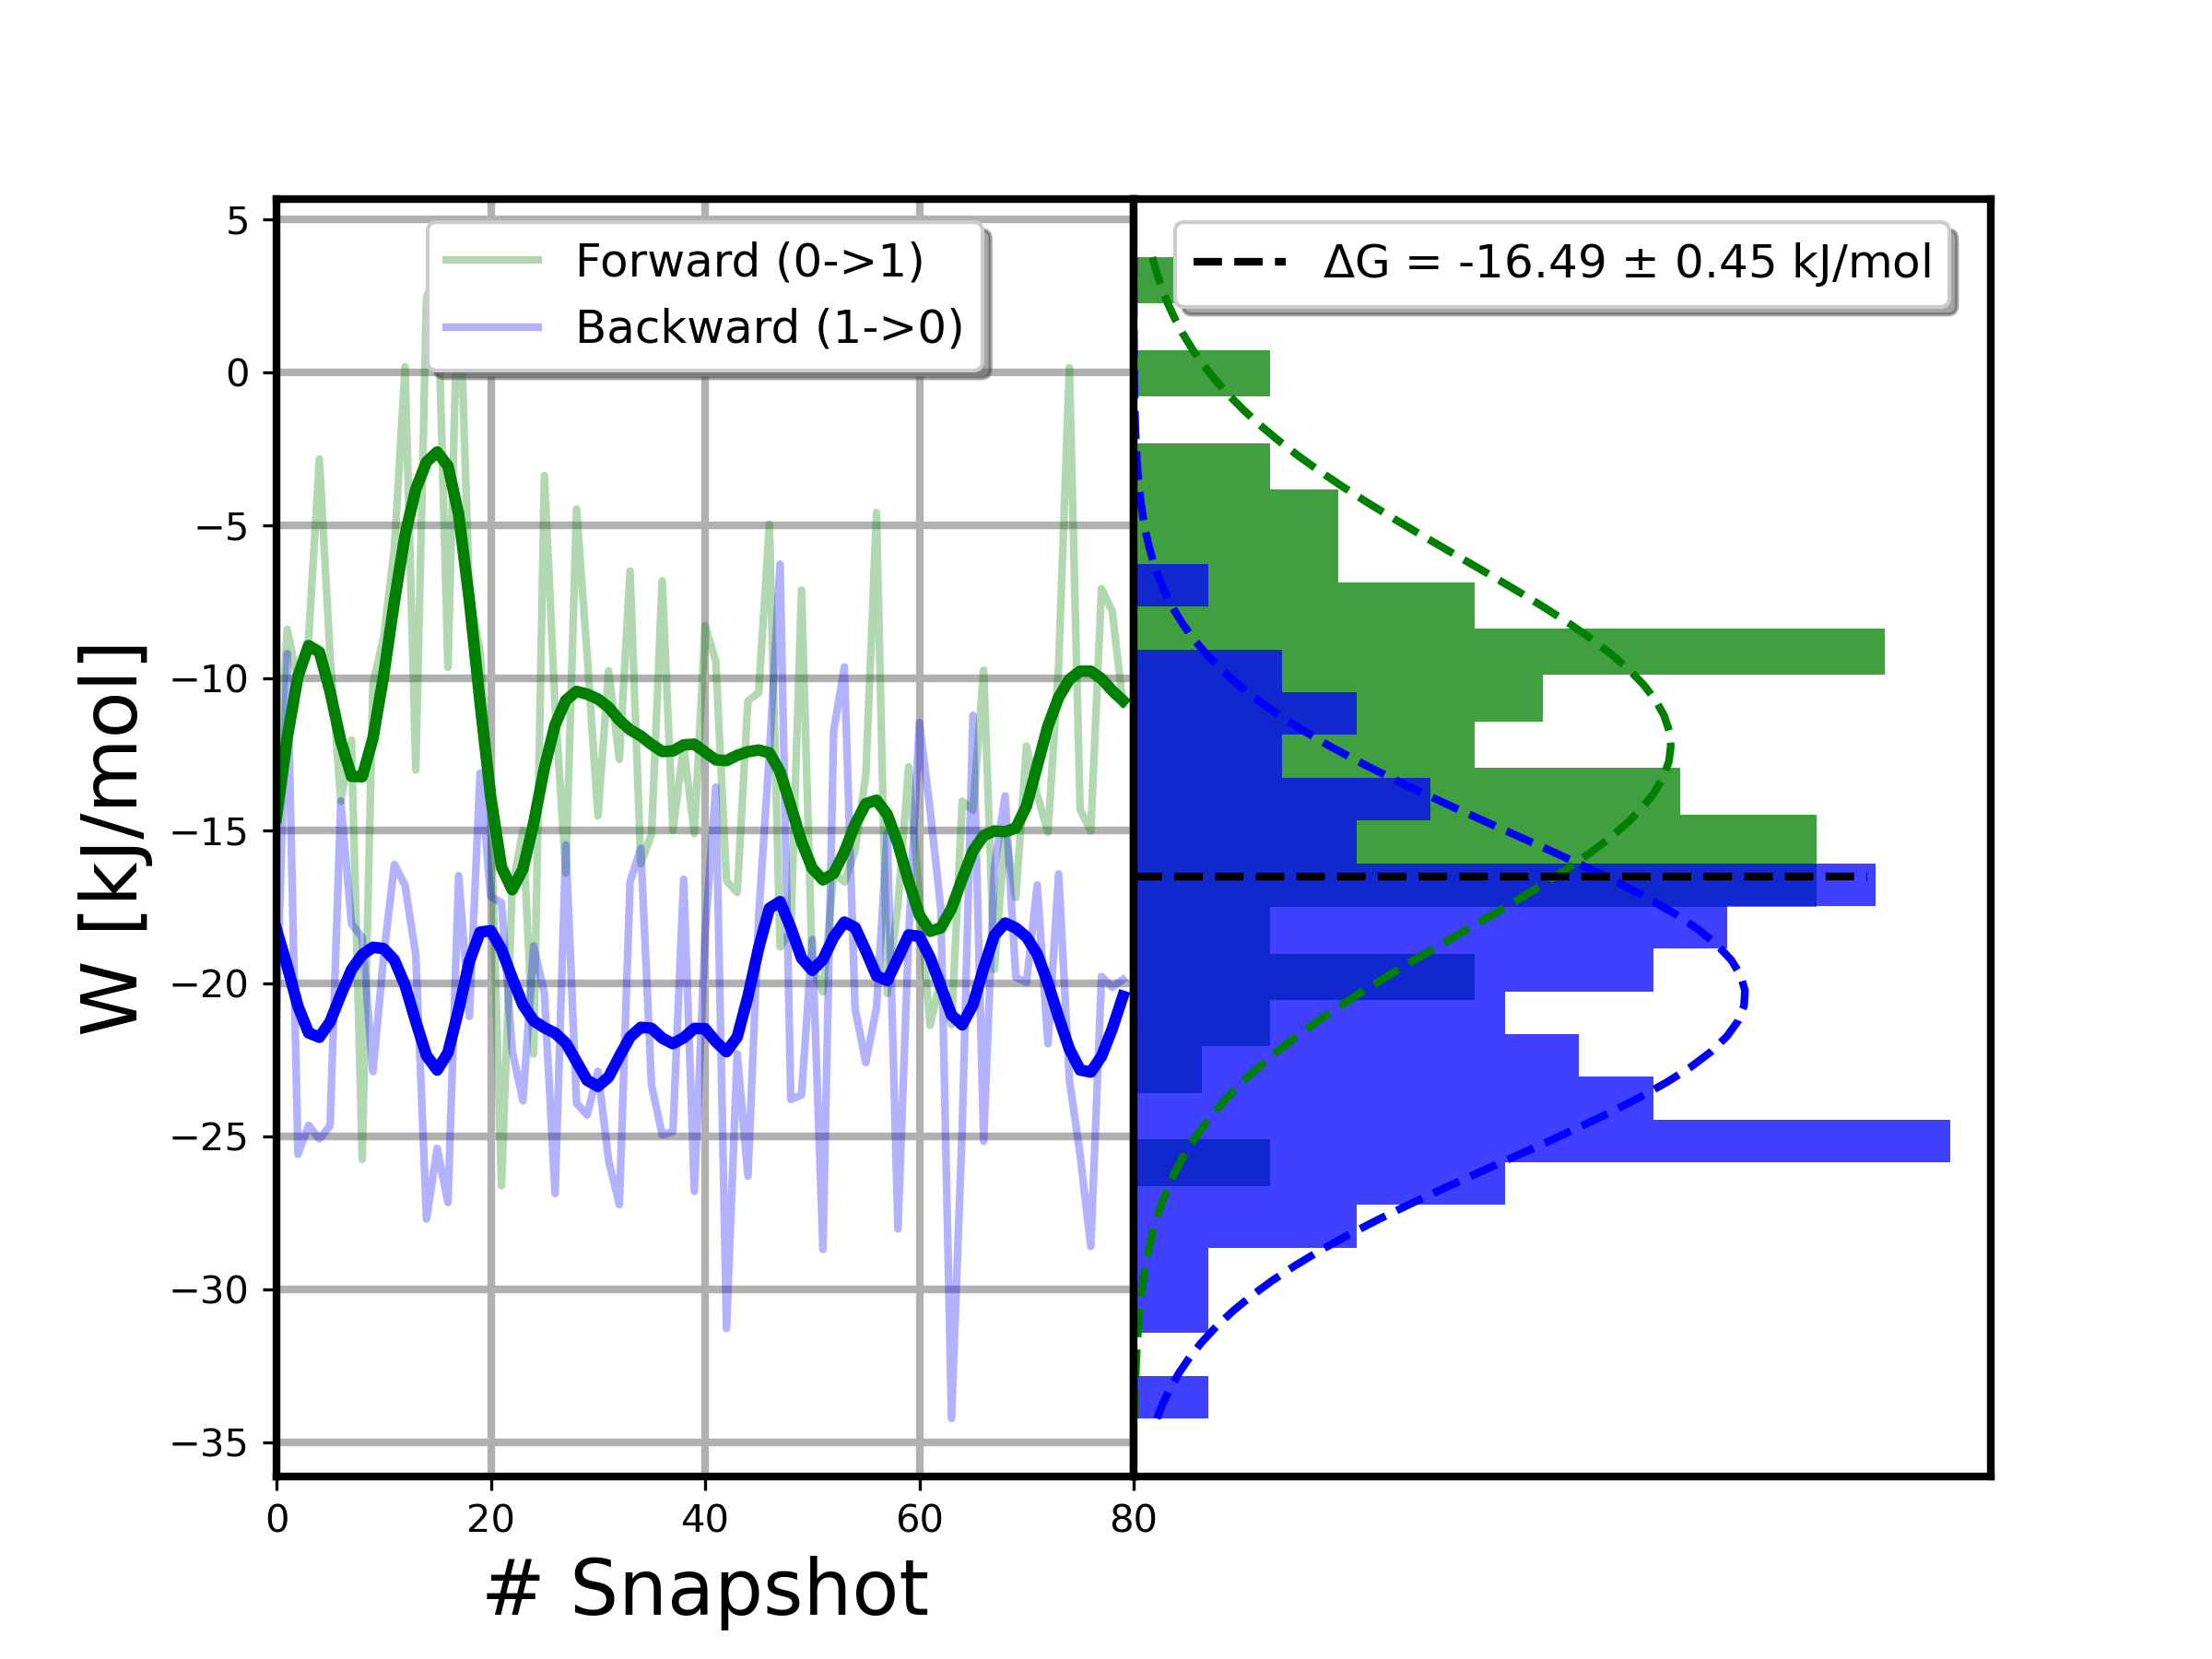 Forward (0->1)
Backward (1->0)
ΔG = -16.49 ± 0.45 kJ/mol
W [kJ/mol]
5
0
−5
−10
−15
−20
−25
−30
−35
0 20 40 60 80
# Snapshot